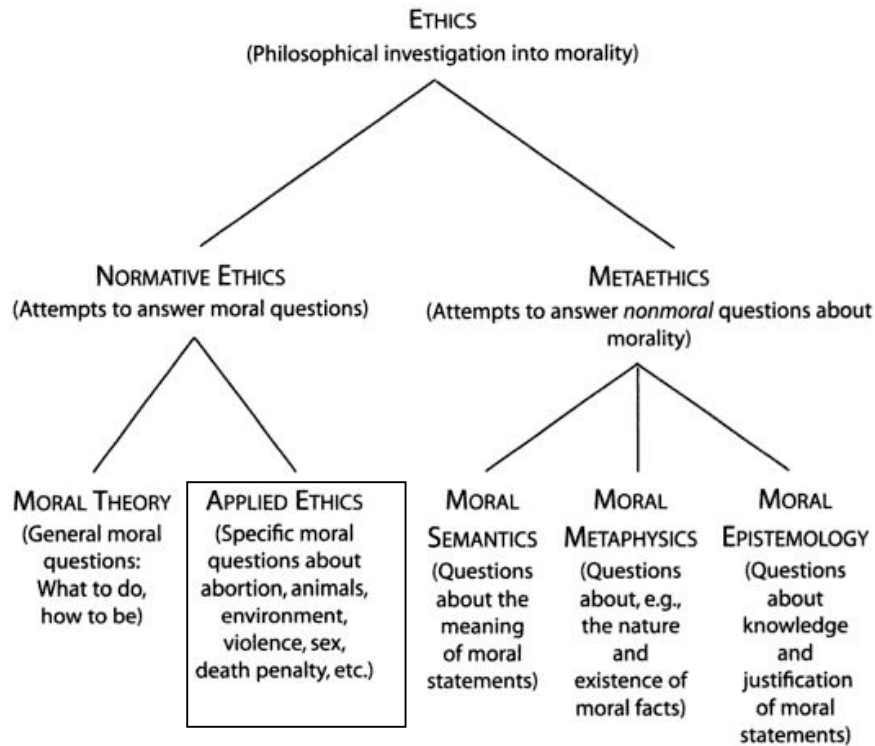 ETHICS
(Philosophical investigation into morality)
NORMATIVE ETHICS
(Attempts to answer moral questions)
METAETHICS
(Attempts to answer nonmoral questions about
morality)
MORAL THEORY
(General moral
questions:
What to do,
how to be)
APPLIED ETHICS
(Specific moral
questions about
abortion, animals,
environment,
violence, sex,
death penalty, etc.)
MORAL
SEMANTICS
(Questions
about the
meaning
of moral
statements)
MORAL
METAPHYSICS
(Questions
about, e.g.,
the nature
and
existence of
moral facts)
MORAL
EPISTEMOLOGY
(Questions
about
knowledge
and
justification
of moral
statements)